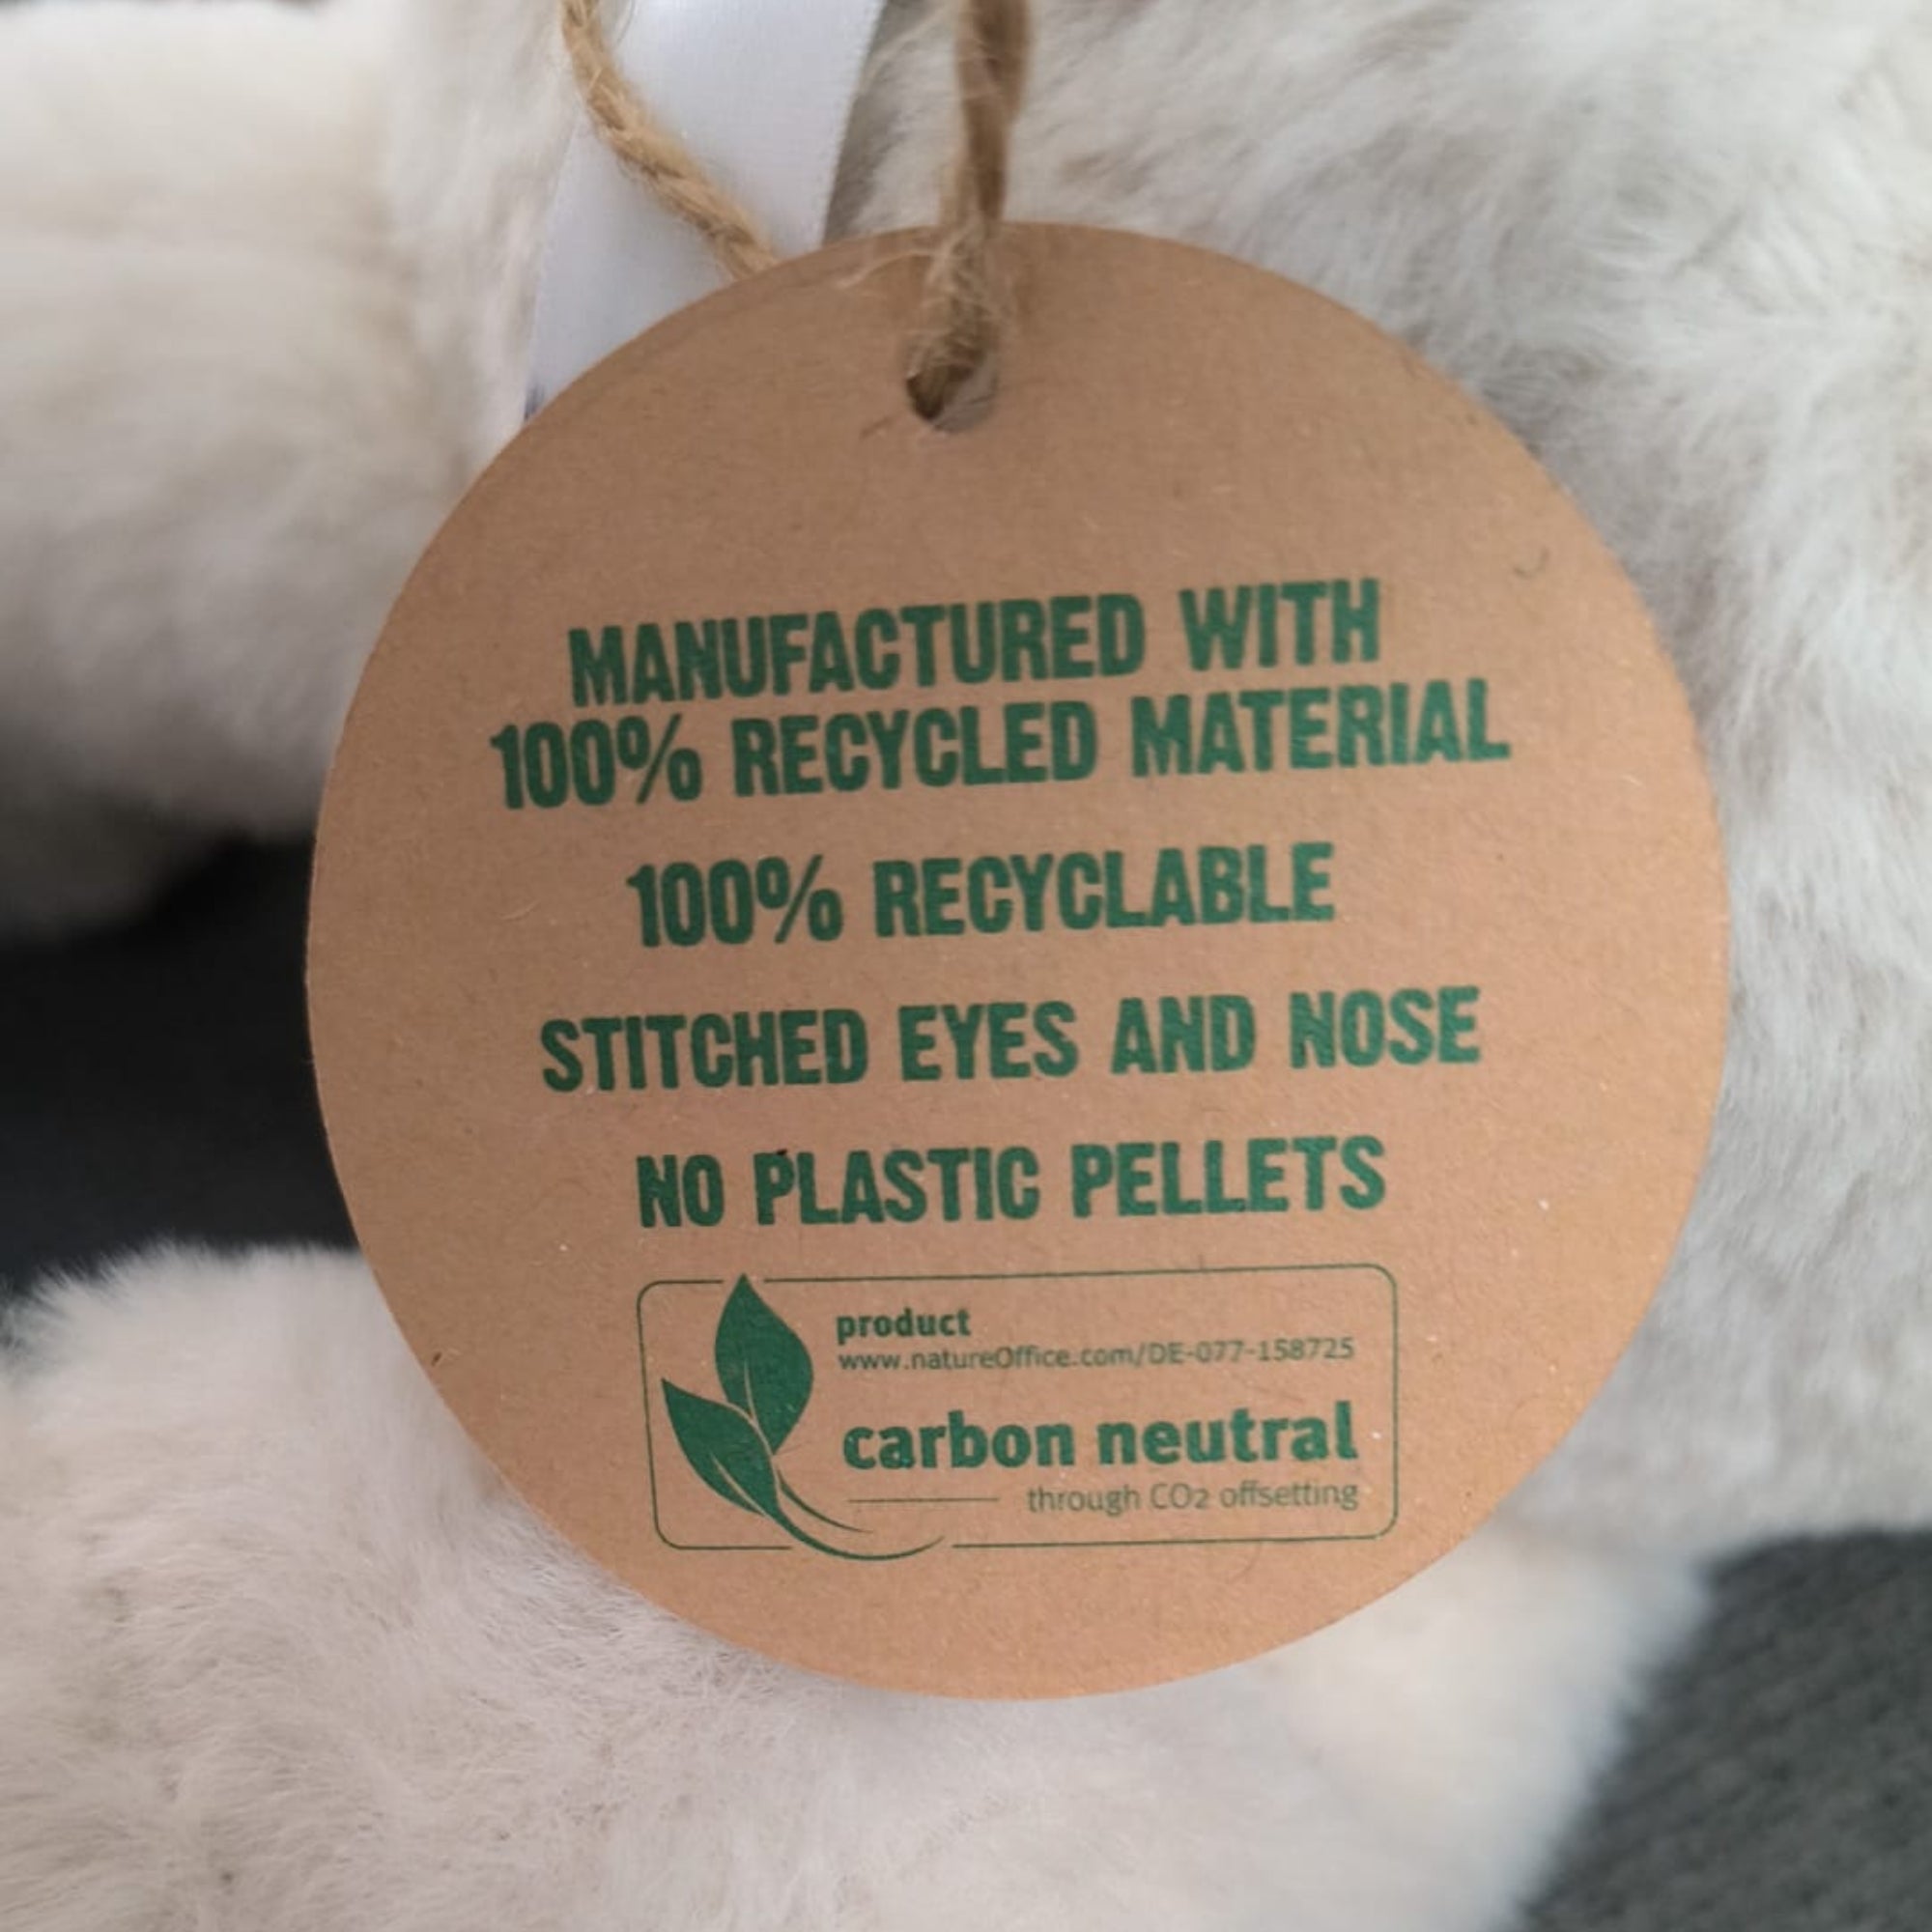 MANUFACTURED WITH
100% RECYCLED MATERIAL
100% RECYCLABLE
STITCHED EYES AND NOSE
NO PLASTIC PELLETS
product
www.natureOffice.com/DE-077-158725
carbon neutral
through CO2 offsetting